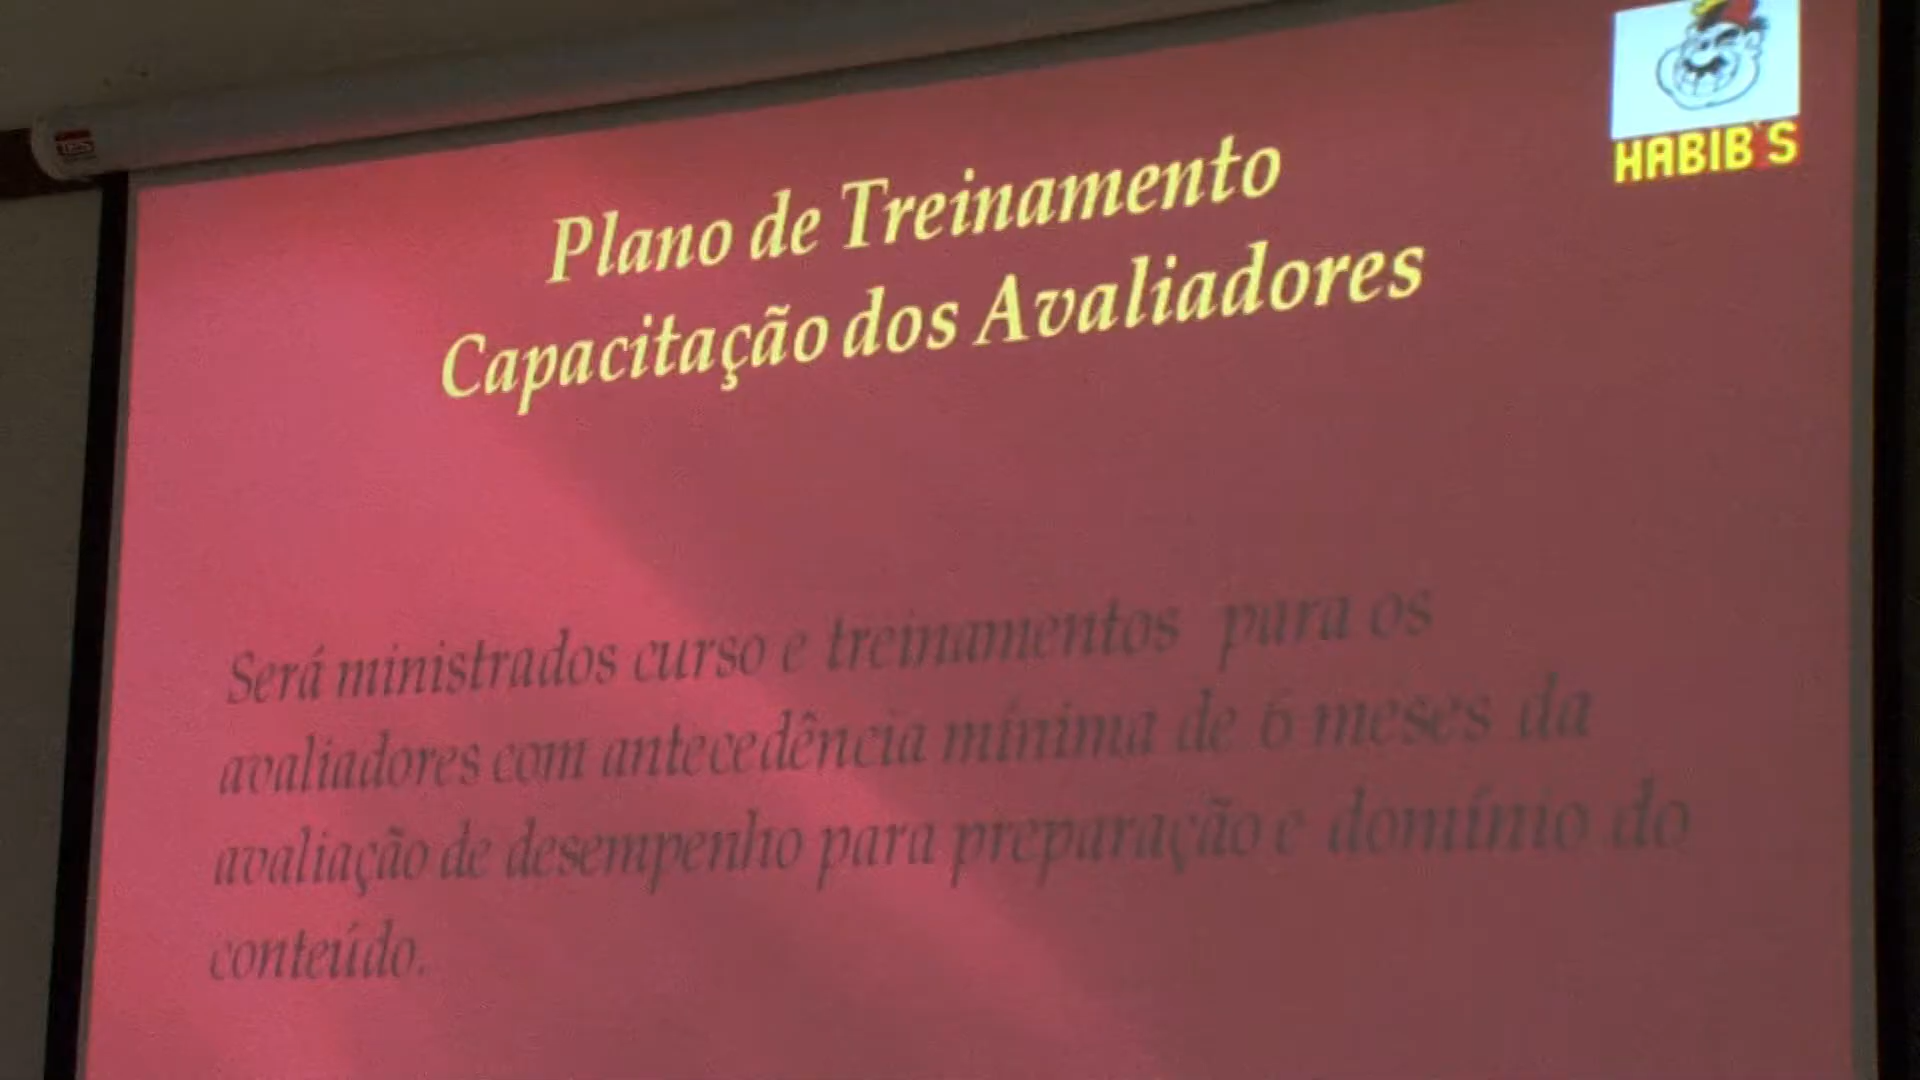 HABIB'S
Plano de Treinamento
Capacitação dos Avaliadores
Será ministrados curso e treinamentos para os
avaliadores com antecedência mínima de 6 meses da
avaliação de desempenho para preparação e domínio do
conteúdo.